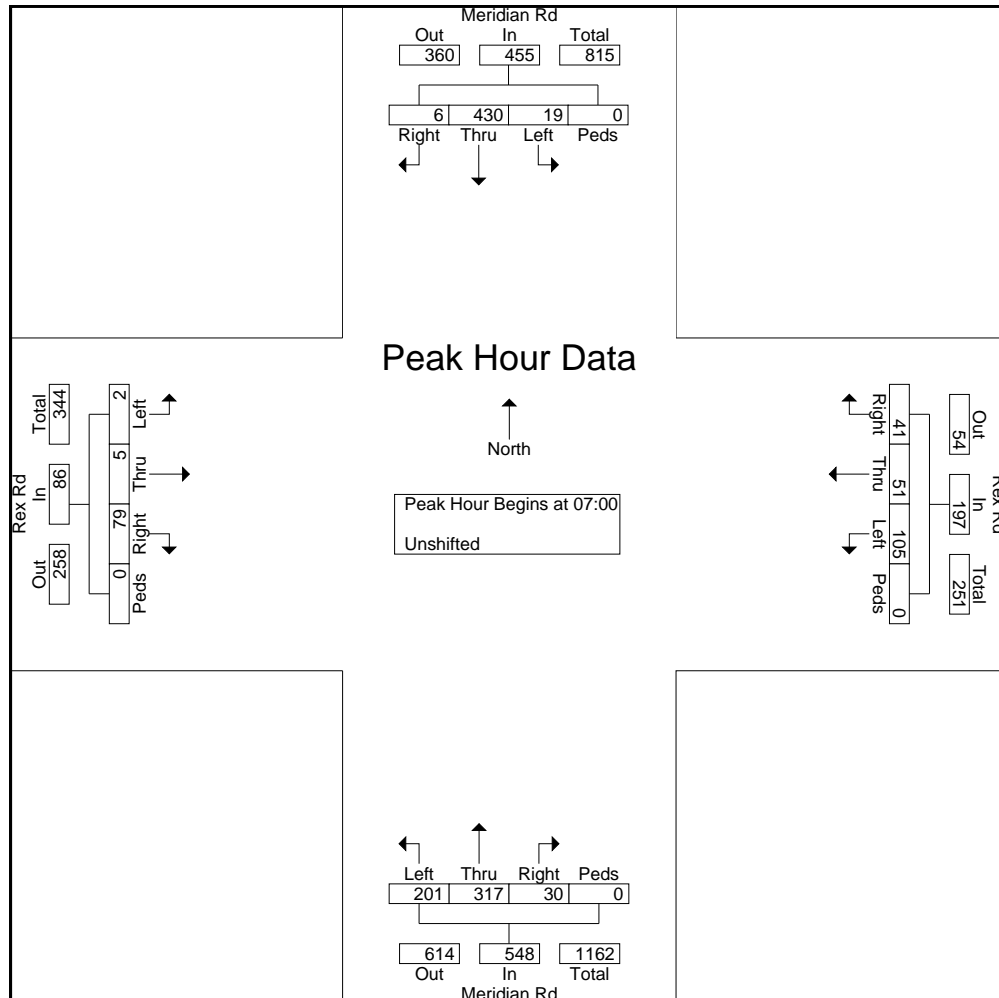 Meridian Rd
Out In Total
360 455 815
6 430 19 0
Right Thru Left Peds
Peak Hour Data
North
Peak Hour Begins at 07:00
Unshifted
Rex Rd
Total In Out
344 86 258
2 5 79 0
Left Thru Right Peds
Rex Rd
Out In Total
54 197 251
41 51 105 0
Right Thru Left Peds
Left Thru Right Peds
201 317 30 0
614 548 1162
Out In Total
Meridian Rd